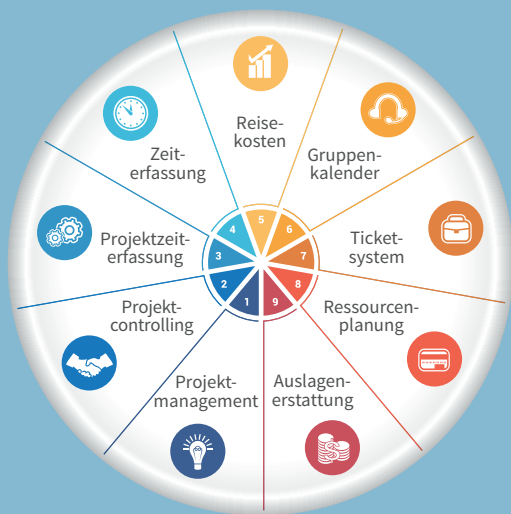 Reise-
kosten
Gruppen-
kalender
Zeit-
erfassung
Ticket-
system
Projektzeit-
erfassung
Ressourcen-
planung
Projekt-
controlling
Auslagen-
erstattung
Projekt-
management
1
2
3
4
5
6
7
8
9